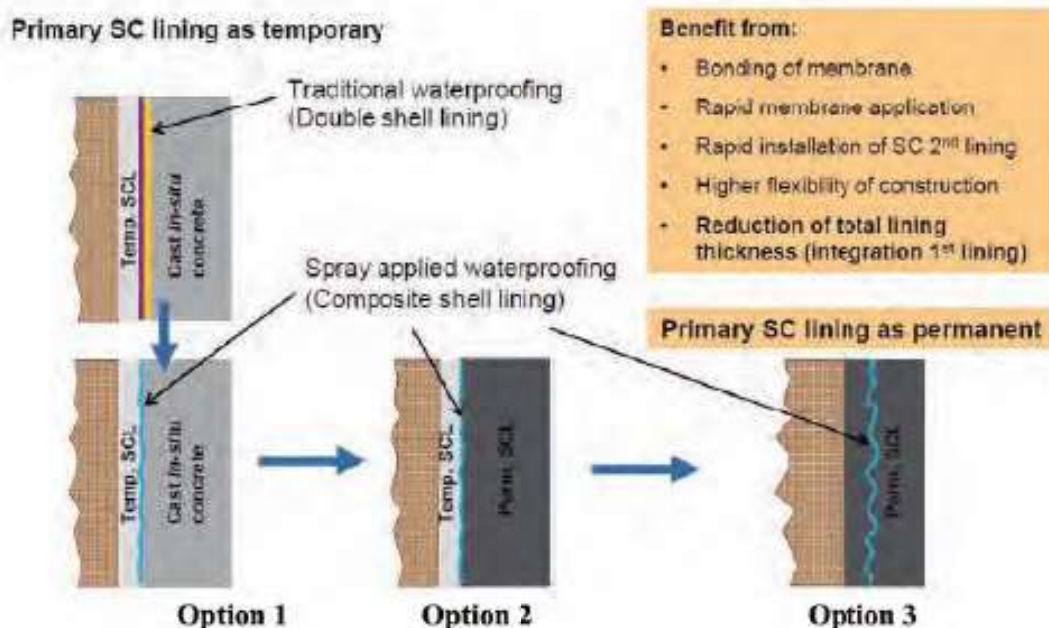 Primary SC lining as temporary
Traditional waterproofing
(Double shell lining)
Temp. SCL
Cast in-situ
concrete
Benefit from:
• Bonding of membrane
• Rapid membrane application
• Rapid installation of SC 2nd lining
• Higher flexibility of construction
• Reduction of total lining
thickness (integration 1st lining)
Spray applied waterproofing
(Composite shell lining)
Primary SC lining as permanent
Temp. SCL
Cast in-situ
concrete
Temp. SCL
Perm. SCL
Perm. SCL
Option 1
Option 2
Option 3